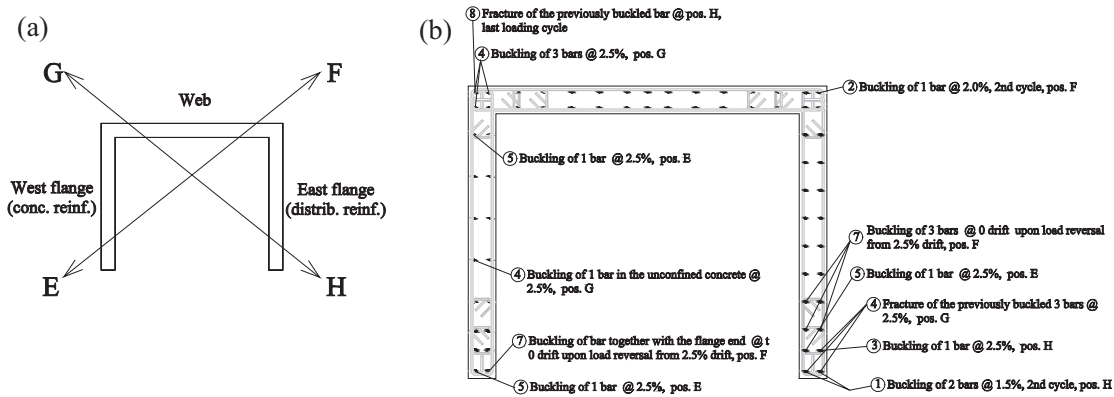 (a)
G
F
Web
West flange
(conc. reinf.)
East flange
(distrib. reinf.)
E
H
(b)
⑧ Fracture of the previously buckled bar @ pos. H,
last loading cycle
④ Buckling of 3 bars @ 2.5%, pos. G
② Buckling of 1 bar @ 2.0%, 2nd cycle, pos. F
⑤ Buckling of 1 bar @ 2.5%, pos. E
⑦ Buckling of 3 bars @ 0 drift upon load reversal
from 2.5% drift, pos. F
④ Buckling of 1 bar in the unconfined concrete @
2.5%, pos. G
⑤ Buckling of 1 bar @ 2.5%, pos. E
④ Fracture of the previously buckled 3 bars @
2.5%, pos. G
⑦ Buckling of bar together with the flange end @ t
0 drift upon load reversal from 2.5% drift, pos. F
③ Buckling of 1 bar @ 2.5%, pos. H
⑤ Buckling of 1 bar @ 2.5%, pos. E
① Buckling of 2 bars @ 1.5%, 2nd cycle, pos. H